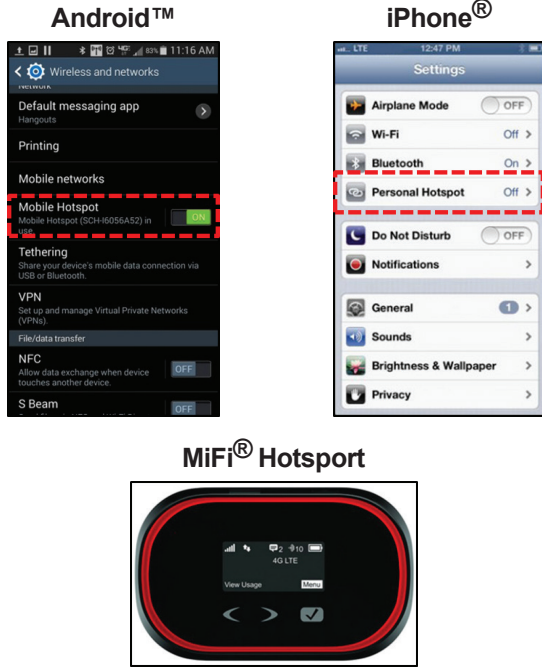 Android™
iPhone®
83% 11:16 AM
Wireless and networks
Network
Default messaging app
Hangouts
Printing
Mobile networks
Mobile Hotspot
Mobile Hotspot (SCH-I6056A52) in
use.
ON
Tethering
Share your device's mobile data connection via
USB or Bluetooth.
VPN
Set up and manage Virtual Private Networks
(VPNs).
File/data transfer
NFC
Allow data exchange when device
touches another device.
OFF
S Beam
OFF
LTE 12:47 PM
Settings
Airplane Mode OFF
Wi-Fi Off
Bluetooth On
Personal Hotspot Off
Do Not Disturb OFF
Notifications
General 1
Sounds
Brightness & Wallpaper
Privacy
MiFi® Hotsport
2 10
4G LTE
View Usage Menu